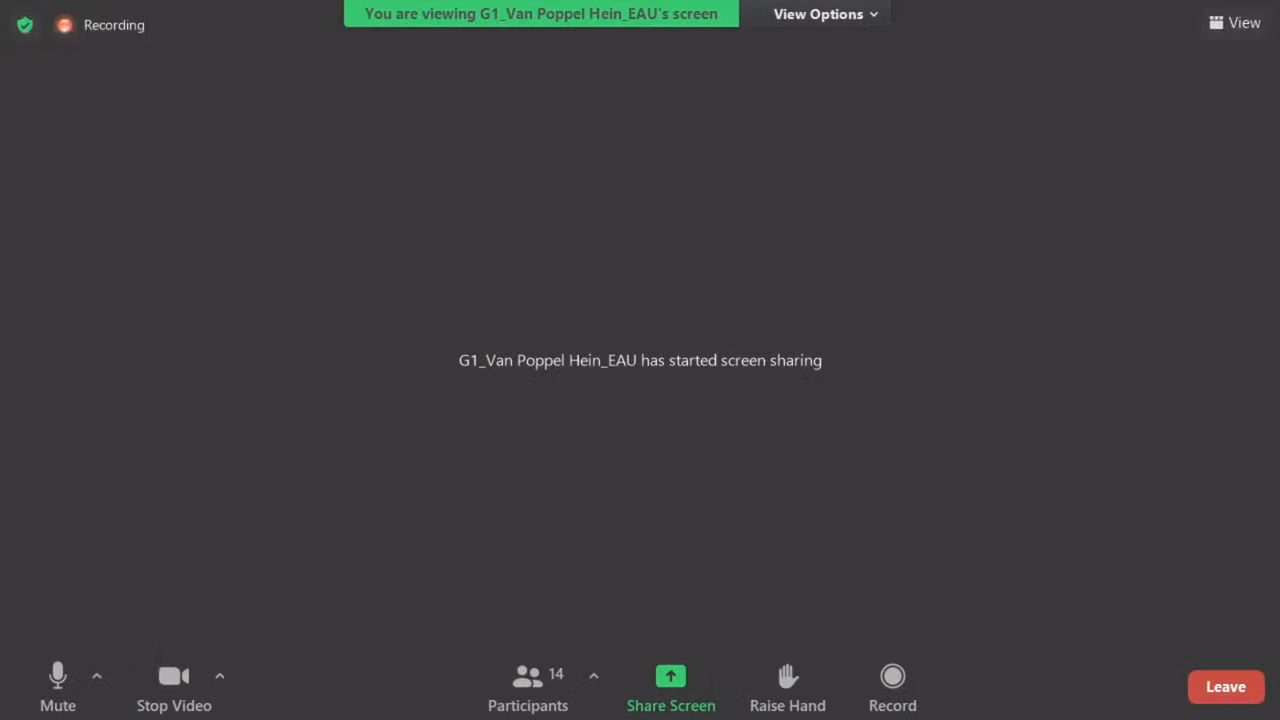 Recording
You are viewing G1_Van Poppel Hein_EAU's screen
View Options
View
G1_Van Poppel Hein_EAU has started screen sharing
Mute
Stop Video
14
Participants
Share Screen
Raise Hand
Record
Leave